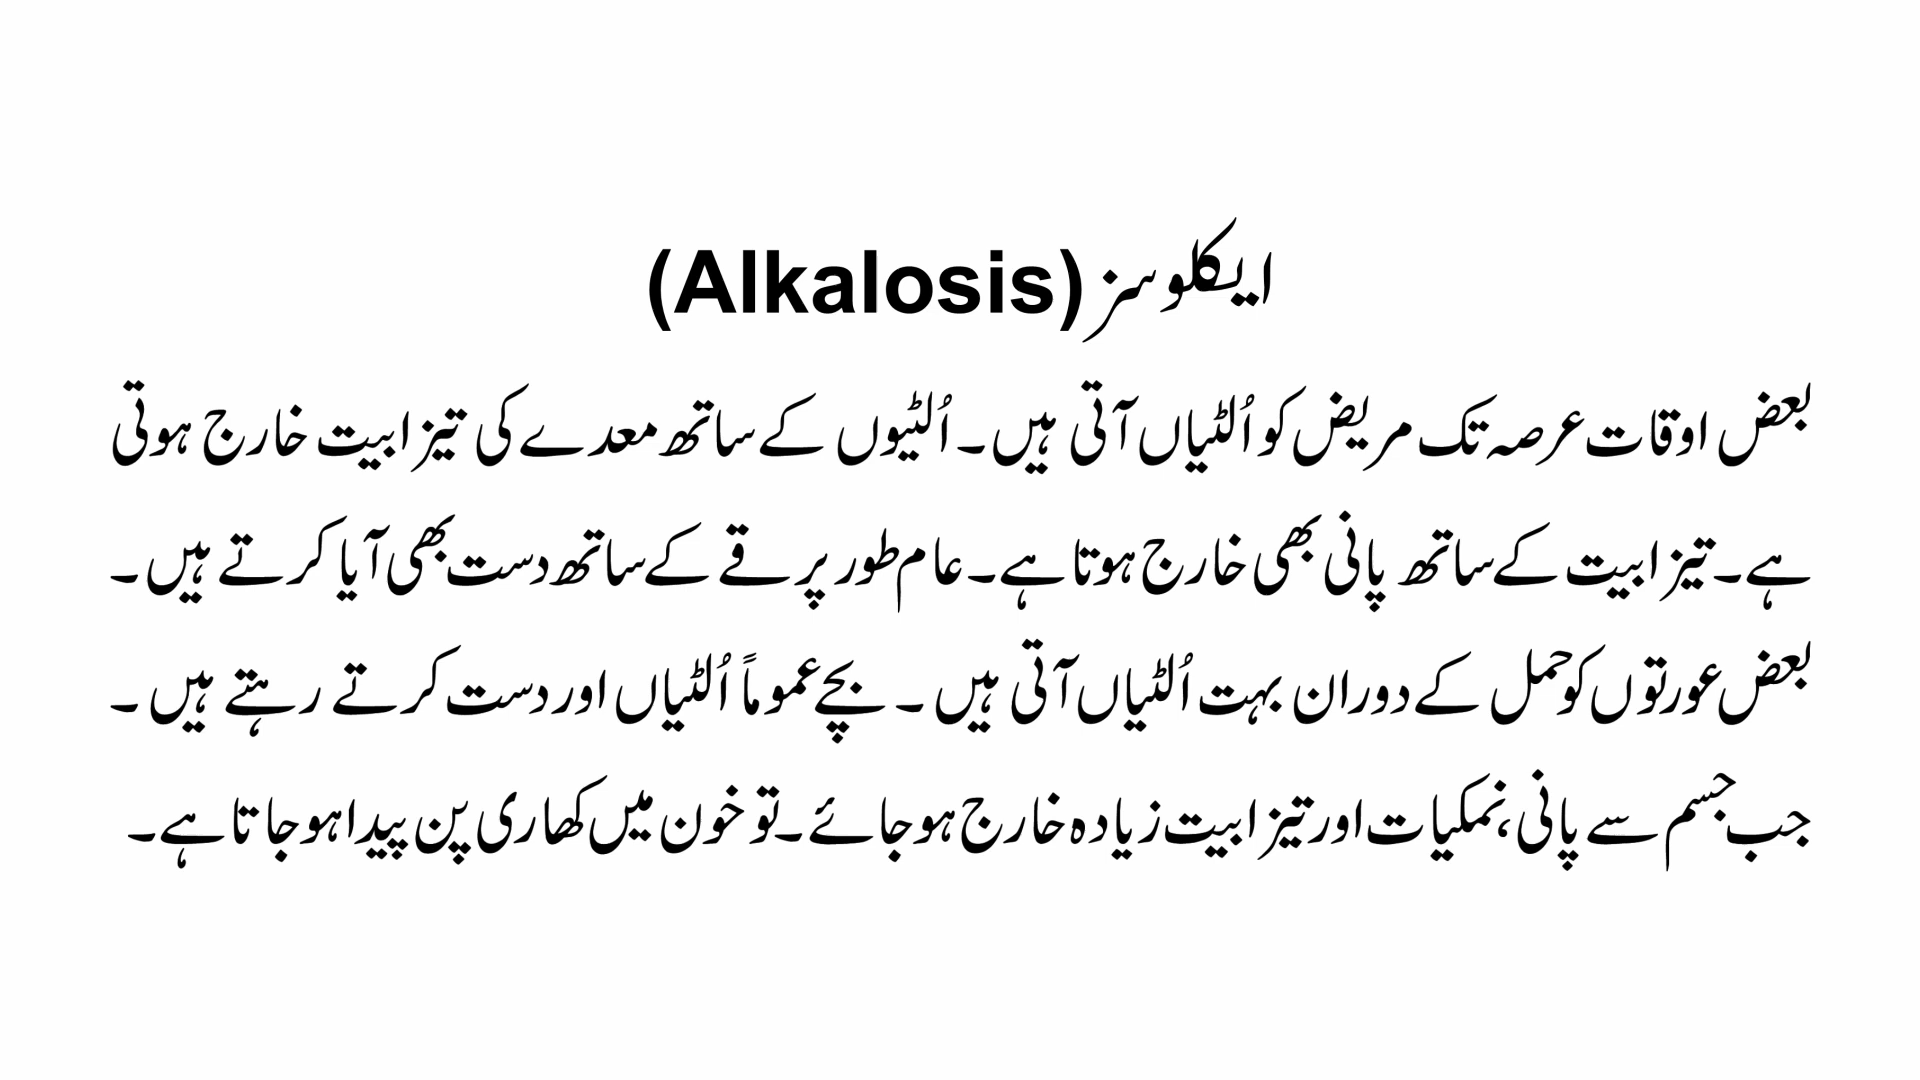 ایکلوسز (Alkalosis)
بعض اوقات عرصہ تک مریض کو اُلٹیاں آتی ہیں۔ اُلٹیوں کے ساتھ معدے کی تیزابیت خارج ہوتی
ہے۔ تیزابیت کے ساتھ پانی بھی خارج ہوتا ہے۔ عام طور پر قے کے ساتھ دست بھی آیا کرتے ہیں۔
بعض عورتوں کو حمل کے دوران بہت اُلٹیاں آتی ہیں۔ بچے عموماً اُلٹیاں اور دست کرتے رہتے ہیں۔
جب جسم سے پانی، نمکیات اور تیزابیت زیادہ خارج ہو جائے۔ تو خون میں کھاری پن پیدا ہو جاتا ہے۔